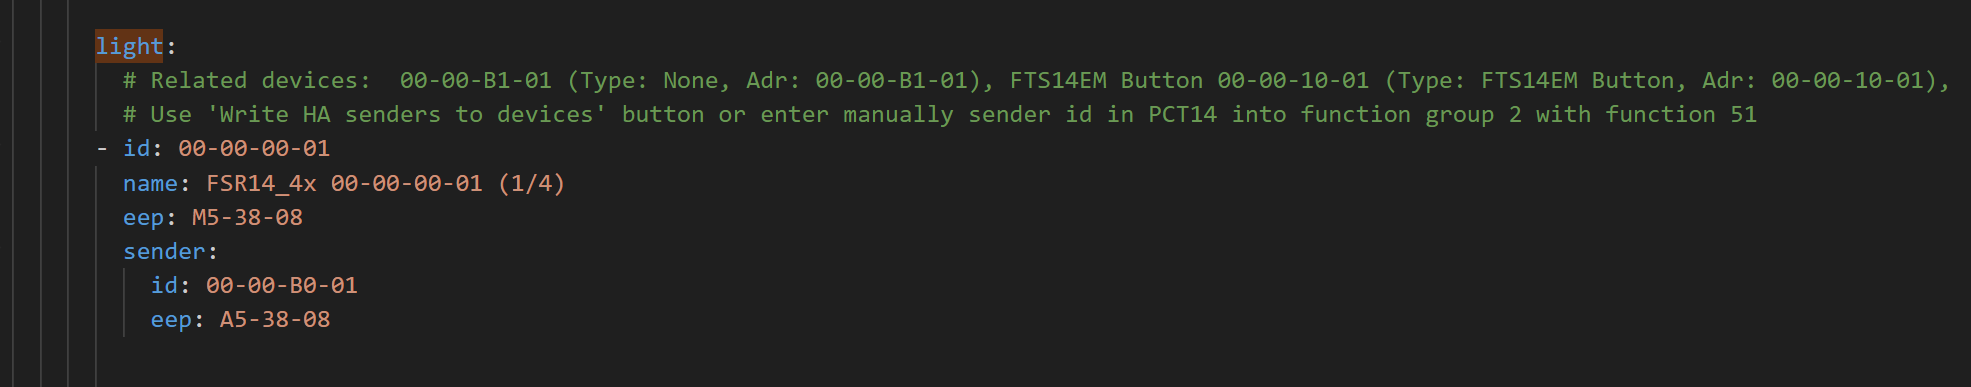 light:
# Related devices:  00-00-B1-01 (Type: None, Adr: 00-00-B1-01), FTS14EM Button 00-00-10-01 (Type: FTS14EM Button, Adr: 00-00-10-01),
# Use 'Write HA senders to devices' button or enter manually sender id in PCT14 into function group 2 with function 51
- id: 00-00-00-01
  name: FSR14_4x 00-00-00-01 (1/4)
  eep: M5-38-08
  sender:
    id: 00-00-B0-01
    eep: A5-38-08